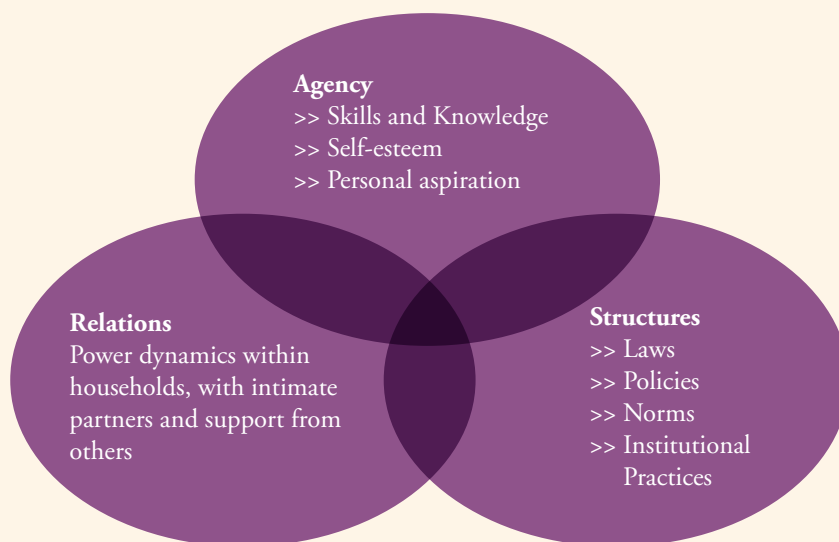 Agency
>> Skills and Knowledge
>> Self-esteem
>> Personal aspiration
Relations
Power dynamics within
households, with intimate
partners and support from
others
Structures
>> Laws
>> Policies
>> Norms
>> Institutional
Practices